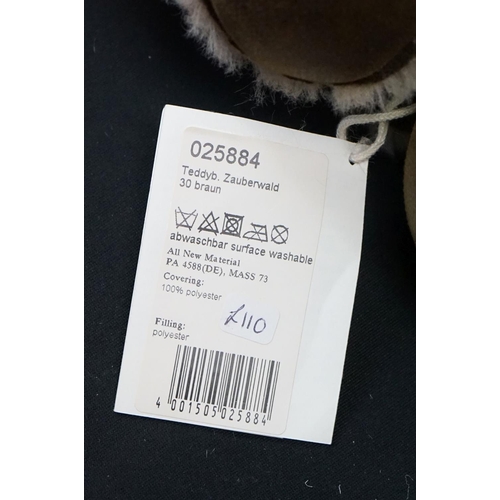 025884
Teddyb. Zauberwald
30 braun
abwaschbar surface washable
All New Material
PA 4588(DE), MASS 73
Covering:
100% polyester
£110
Filling:
polyester
4 001505 025884